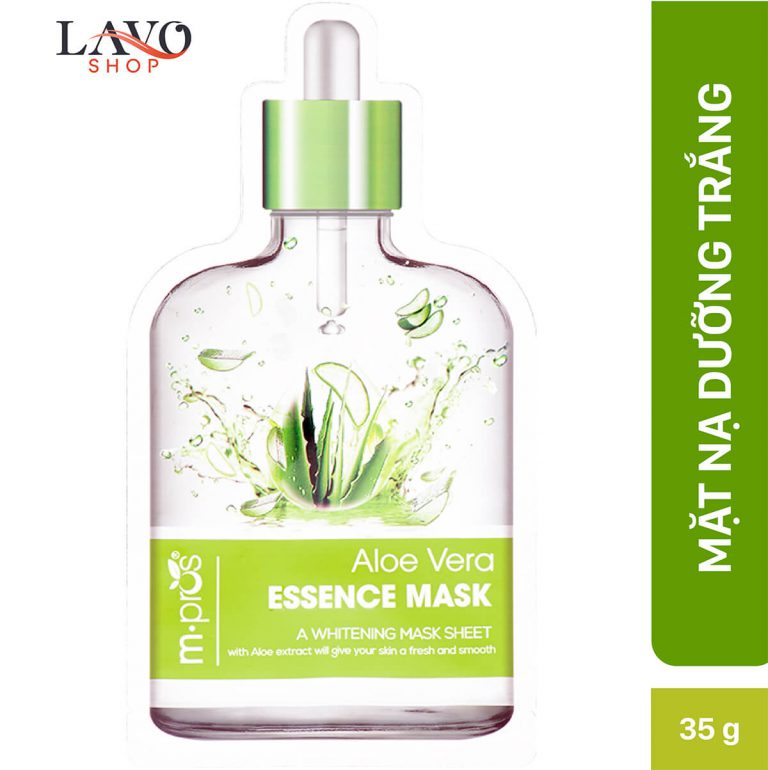 LAVO
SHOP
m·pros®
Aloe Vera
ESSENCE MASK
A WHITENING MASK SHEET
with Aloe extract will give your skin a fresh and smooth
MẶT NẠ DƯỠNG TRẮNG
35 g